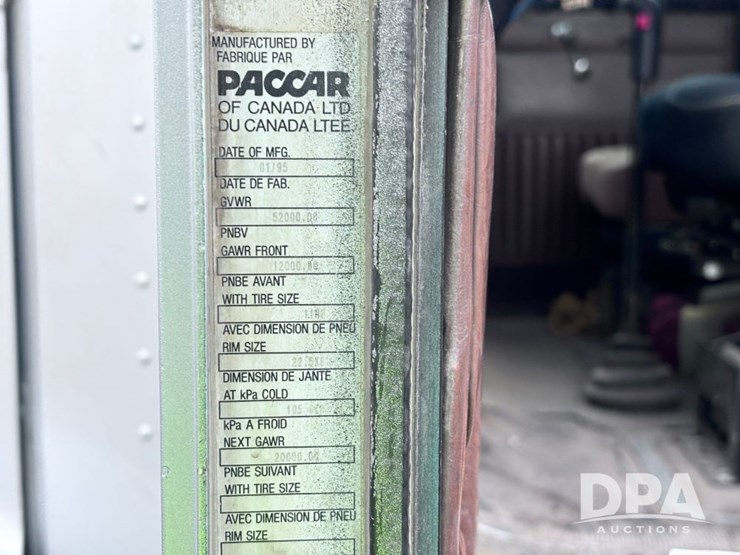 MANUFACTURED BY
FABRIQUE PAR
PACCAR
OF CANADA LTD.
DU CANADA LTEE.
DATE OF MFG.
01/95
DATE DE FAB.
GVWR
52000.00
PNBV
GAWR FRONT
12000.00
PNBE AVANT
WITH TIRE SIZE
AVEC DIMENSION DE PNEU
RIM SIZE
DIMENSION DE JANTE
AT kPa COLD
105
kPa A FROID
NEXT GAWR
20000.00
PNBE SUIVANT
WITH TIRE SIZE
AVEC DIMENSION DE PNEU
RIM SIZE
DPA
AUCTIONS